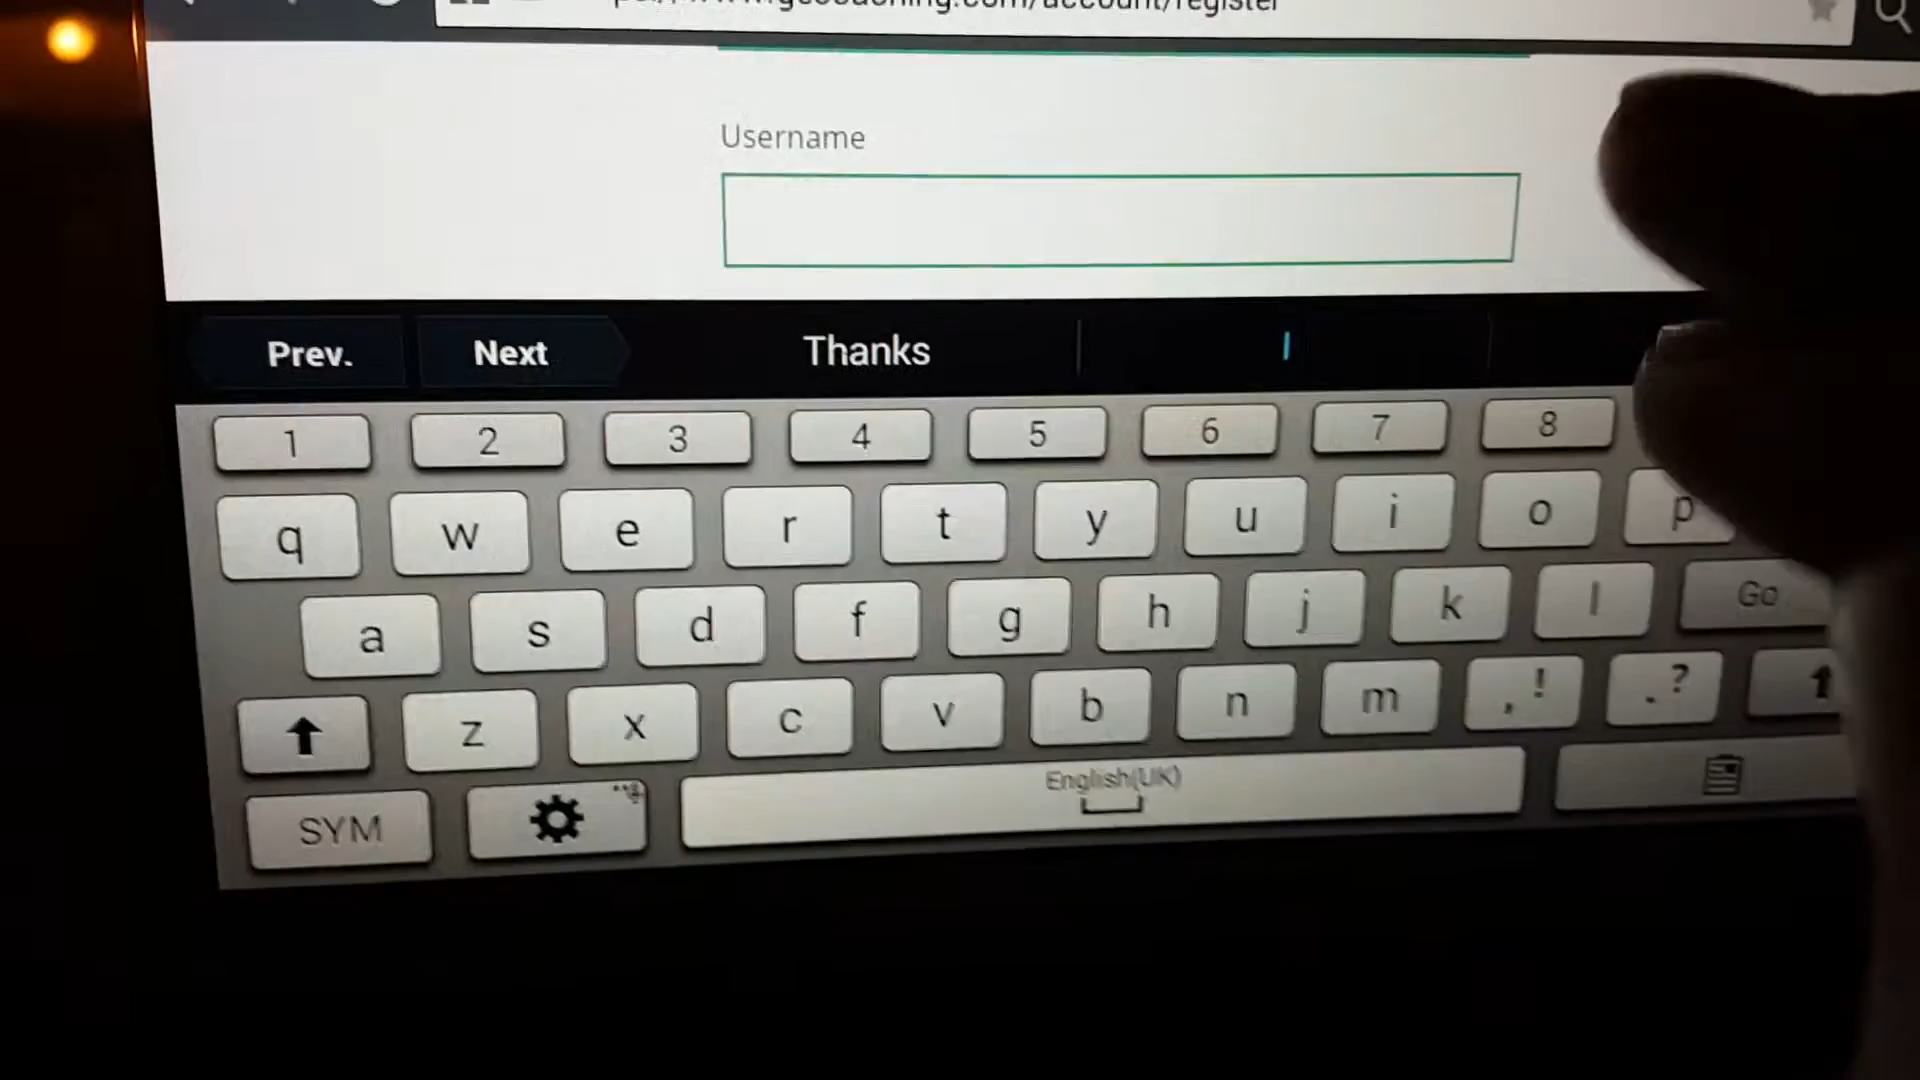 Username
Prev. Next Thanks I
1 2 3 4 5 6 7 8
q w e r t y u i o p
a s d f g h j k l Go
z x c v b n m , ! . ?
SYM English(UK)